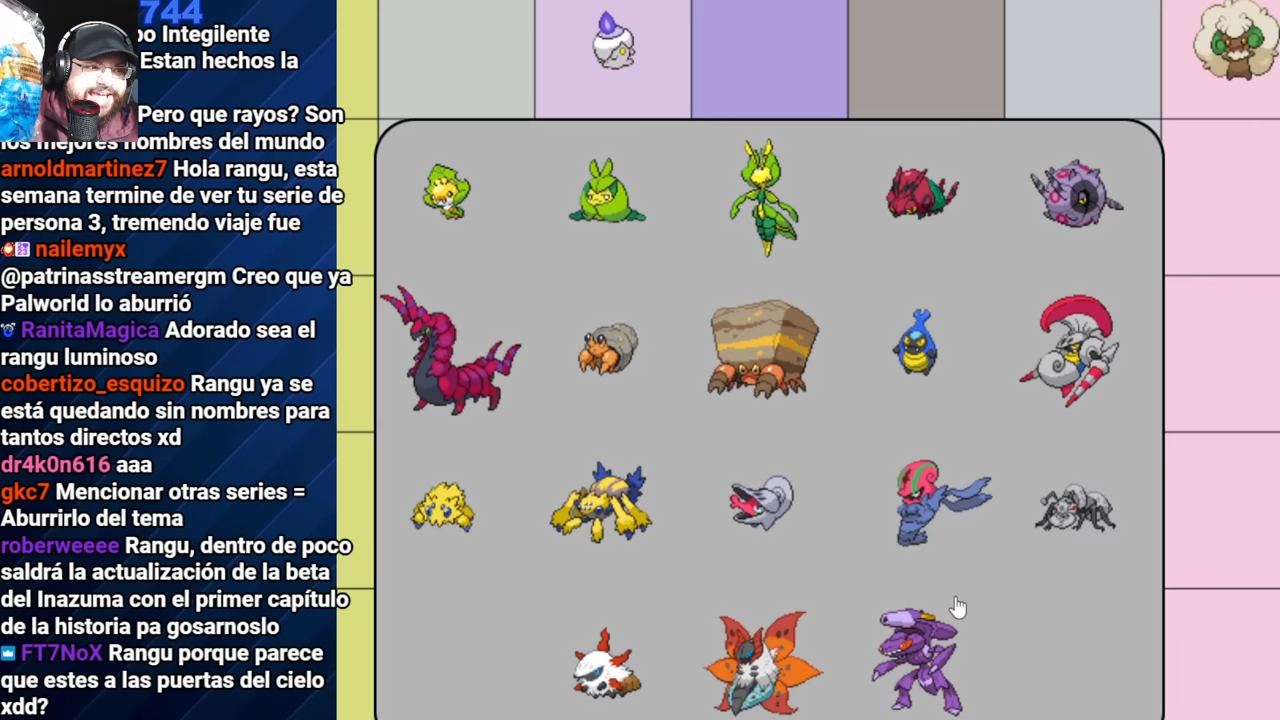 744
oo Integilente
Estan hechos la
Pero que rayos? Son
los mejores nombres del mundo
arnoldmartinez7 Hola rangu, esta
semana termine de ver tu serie de
persona 3, tremendo viaje fue
nailemyx
@patrinasstreamergm Creo que ya
Palworld lo aburrió
RanitaMagica Adorado sea el
rangu luminoso
cobertizo_esquizo Rangu ya se
está quedando sin nombres para
tantos directos xd
dr4k0n616 aaa
gkc7 Mencionar otras series =
Aburrirlo del tema
roberweeee Rangu, dentro de poco
saldrá la actualización de la beta
del Inazuma con el primer capítulo
de la historia pa gosarnoslo
FT7NoX Rangu porque parece
que estes a las puertas del cielo
xdd?